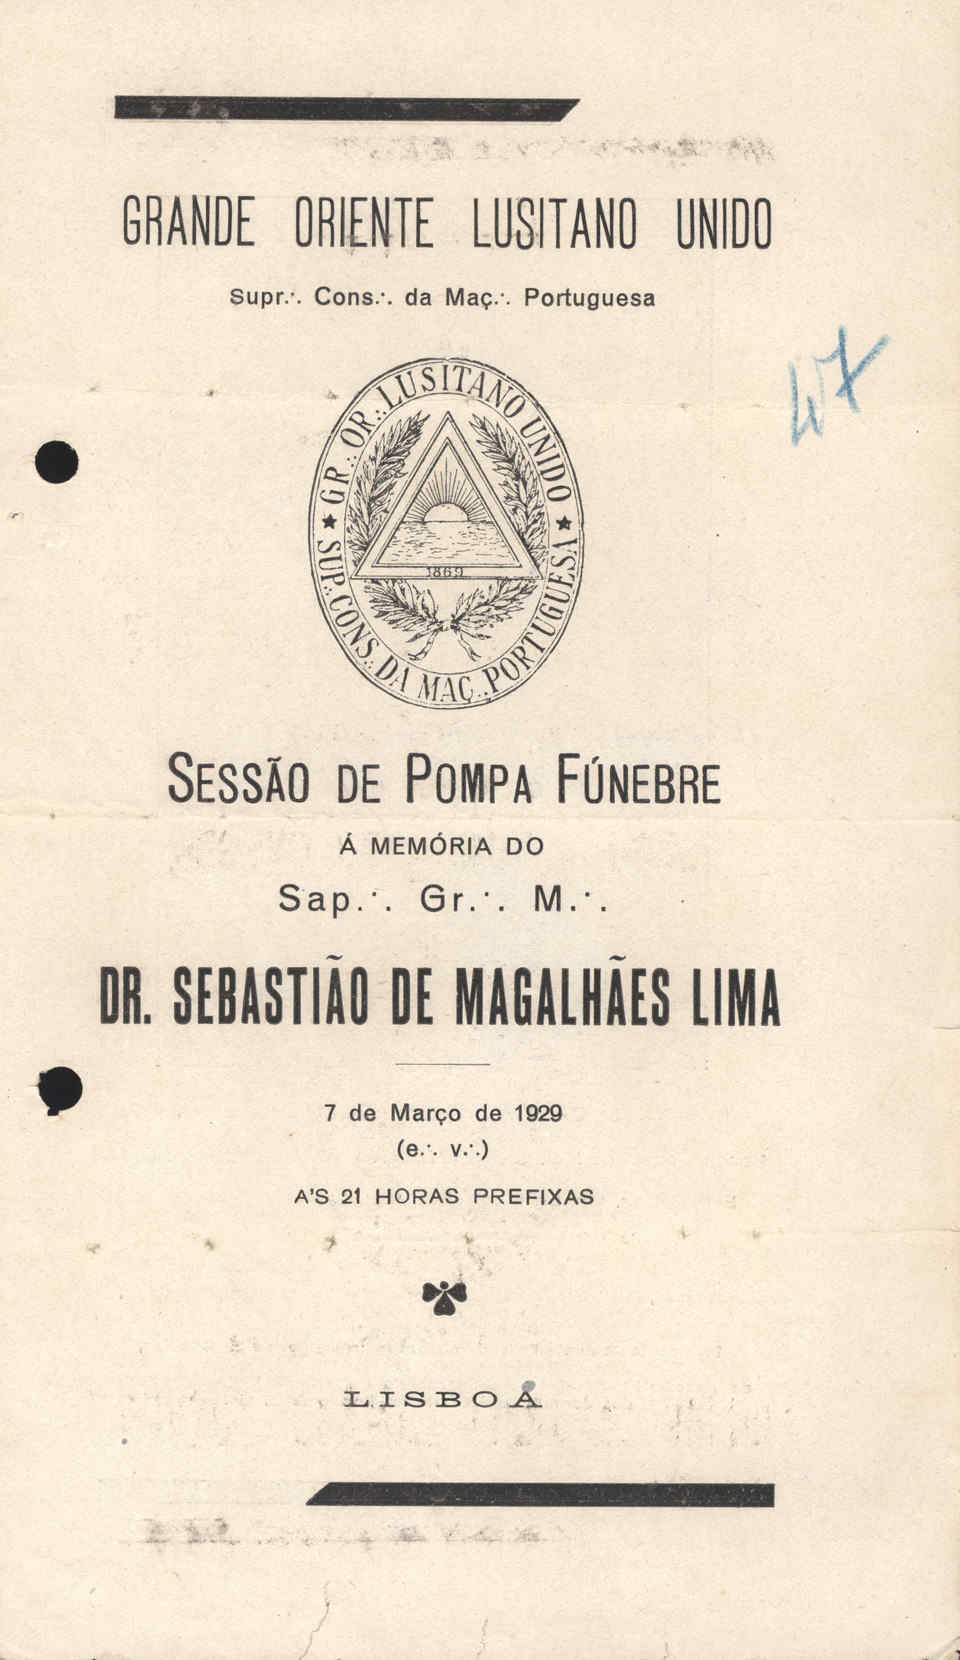 GRANDE ORIENTE LUSITANO UNIDO
Supr.·. Cons.·. da Maç.·. Portuguesa
47
★ GR.·. OR.·. LUSITANO UNIDO ★
SUP.·. CONS.·. DA MAÇ.·. PORTUGUESA
1869
SESSÃO DE POMPA FÚNEBRE
Á MEMÓRIA DO
Sap.·. Gr.·. M.·.
DR. SEBASTIÃO DE MAGALHÃES LIMA
7 de Março de 1929
(e.·. v.·.)
A'S 21 HORAS PREFIXAS
LISBOA